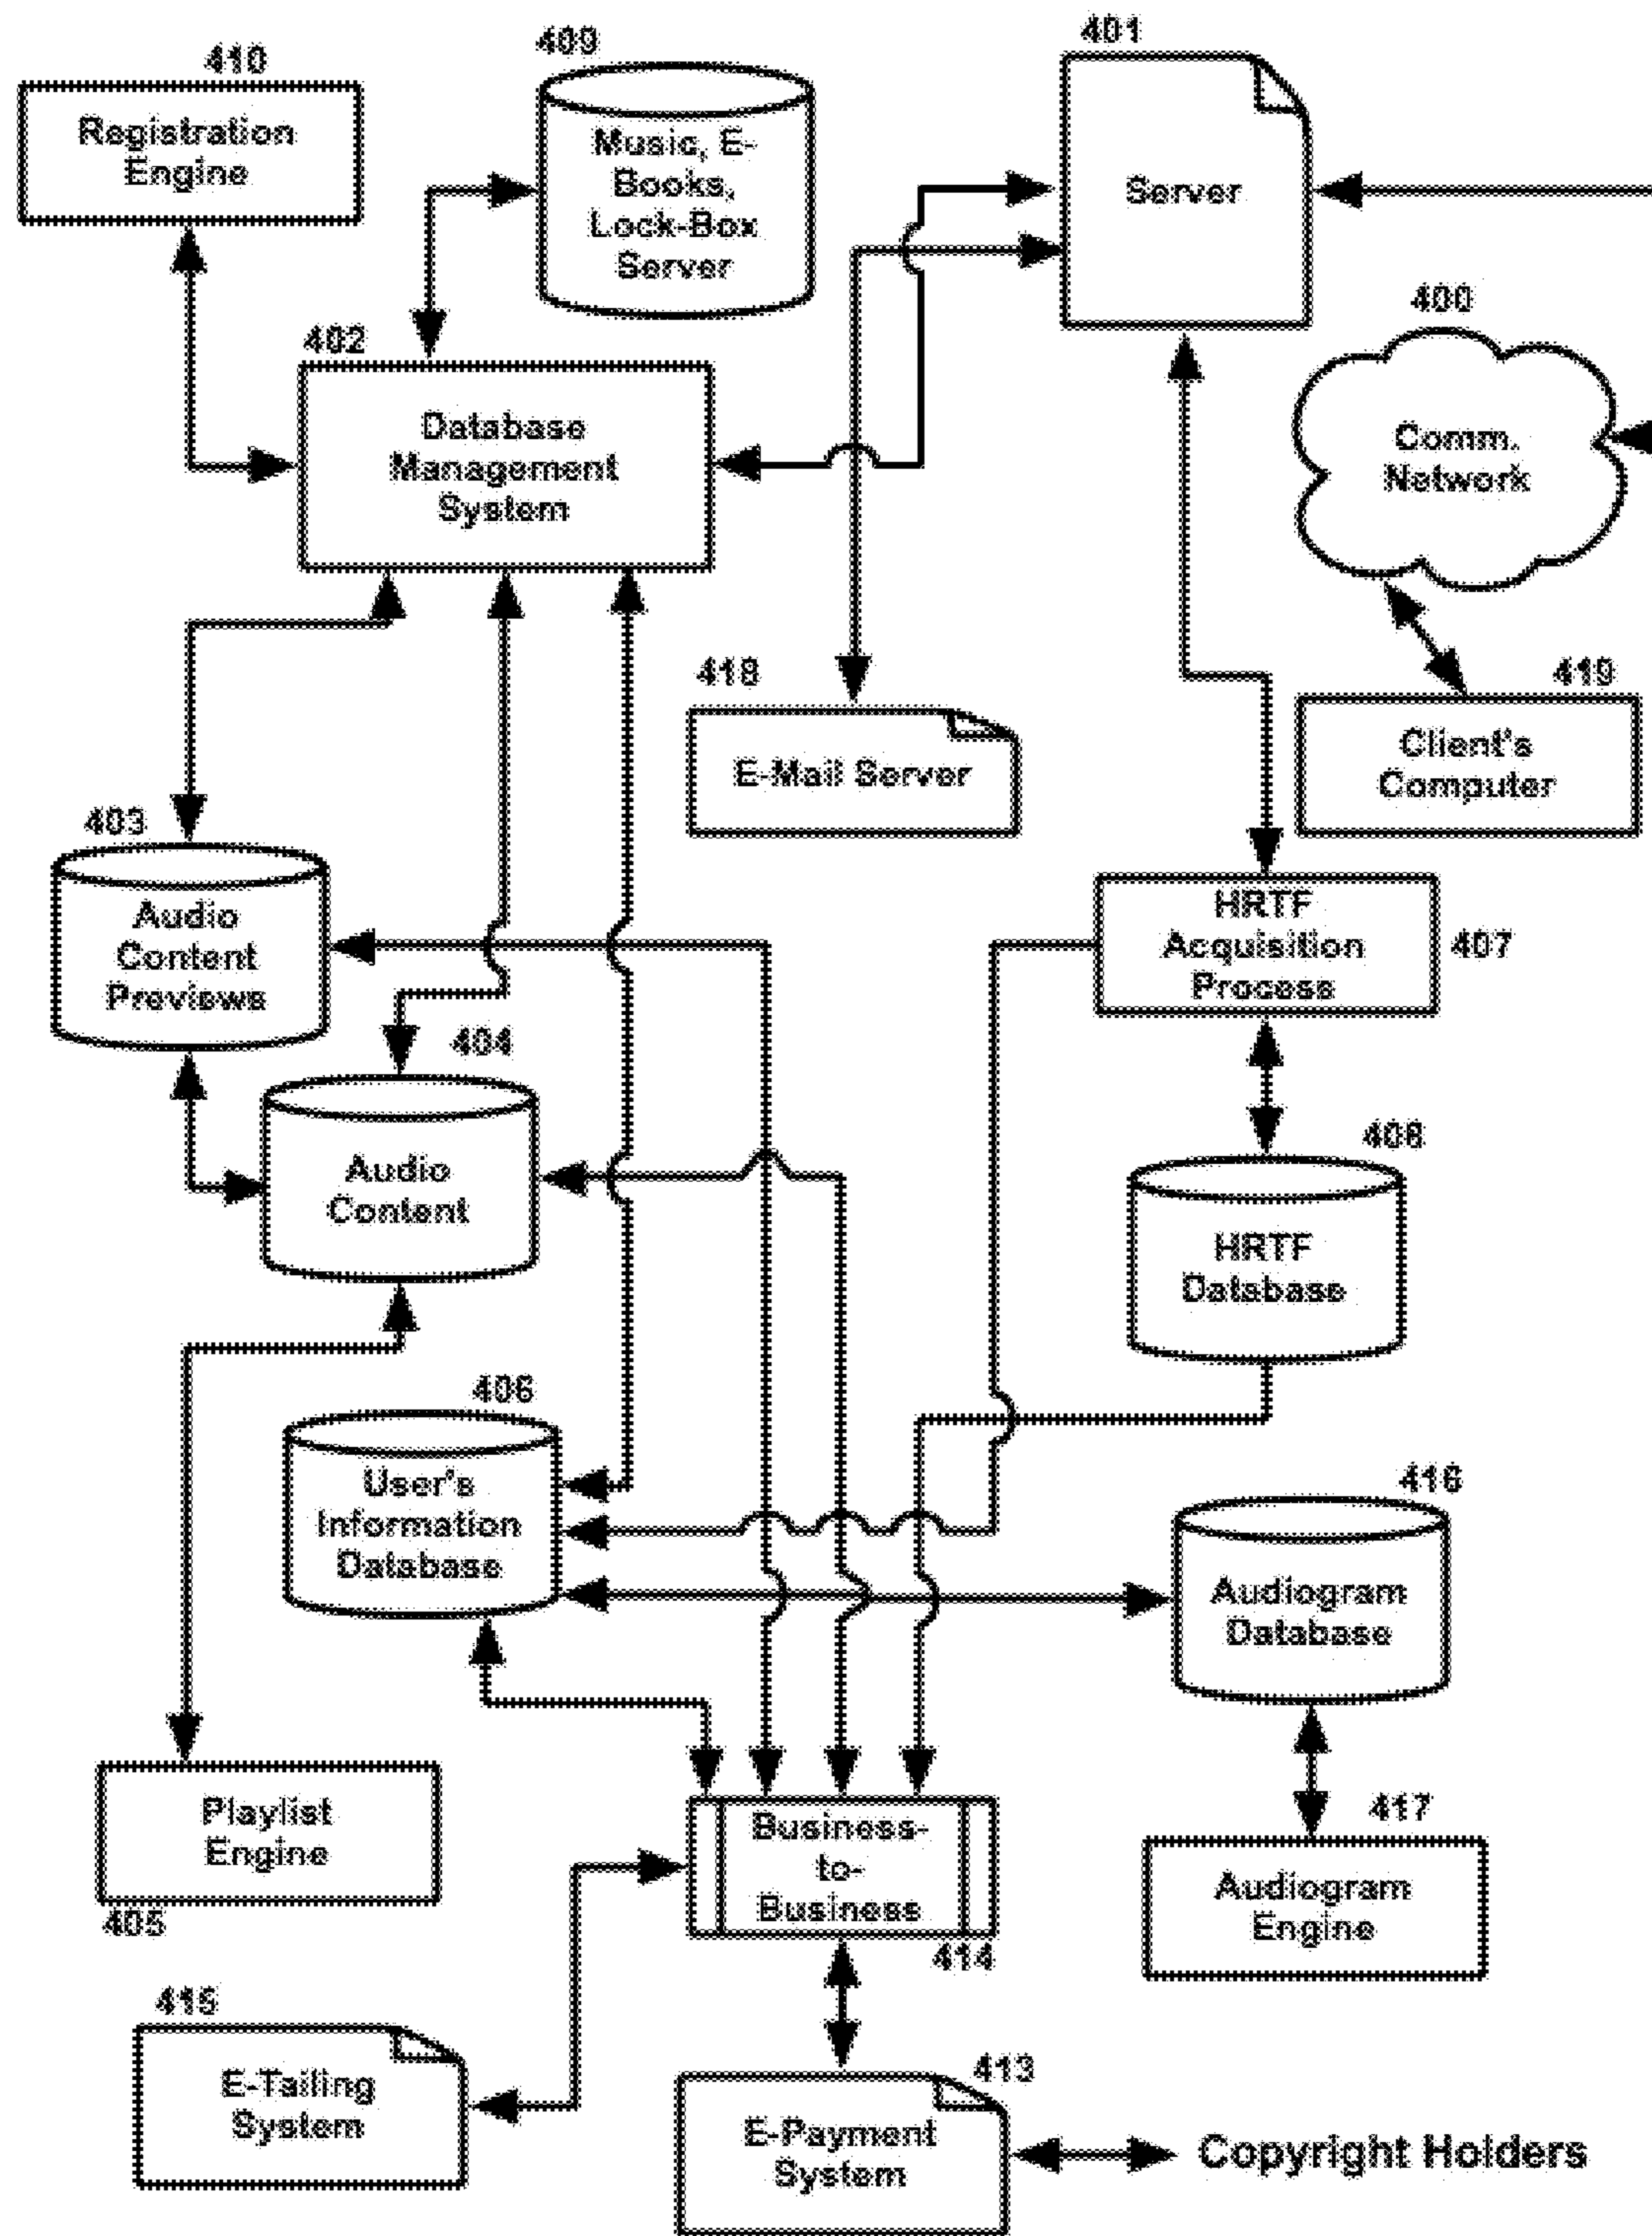 410
Registration
Engine
409
Music, E-
Books,
Lock-Box
Server
401
Server
400
Comm.
Network
402
Database
Management
System
418
E-Mail Server
419
Client's
Computer
403
Audio
Content
Previews
HRTF
Acquisition
Process
407
404
Audio
Content
408
HRTF
Database
406
User's
Information
Database
416
Audiogram
Database
Playlist
Engine
405
Business-
to-
Business
414
417
Audiogram
Engine
415
E-Tailing
System
413
E-Payment
System
Copyright Holders